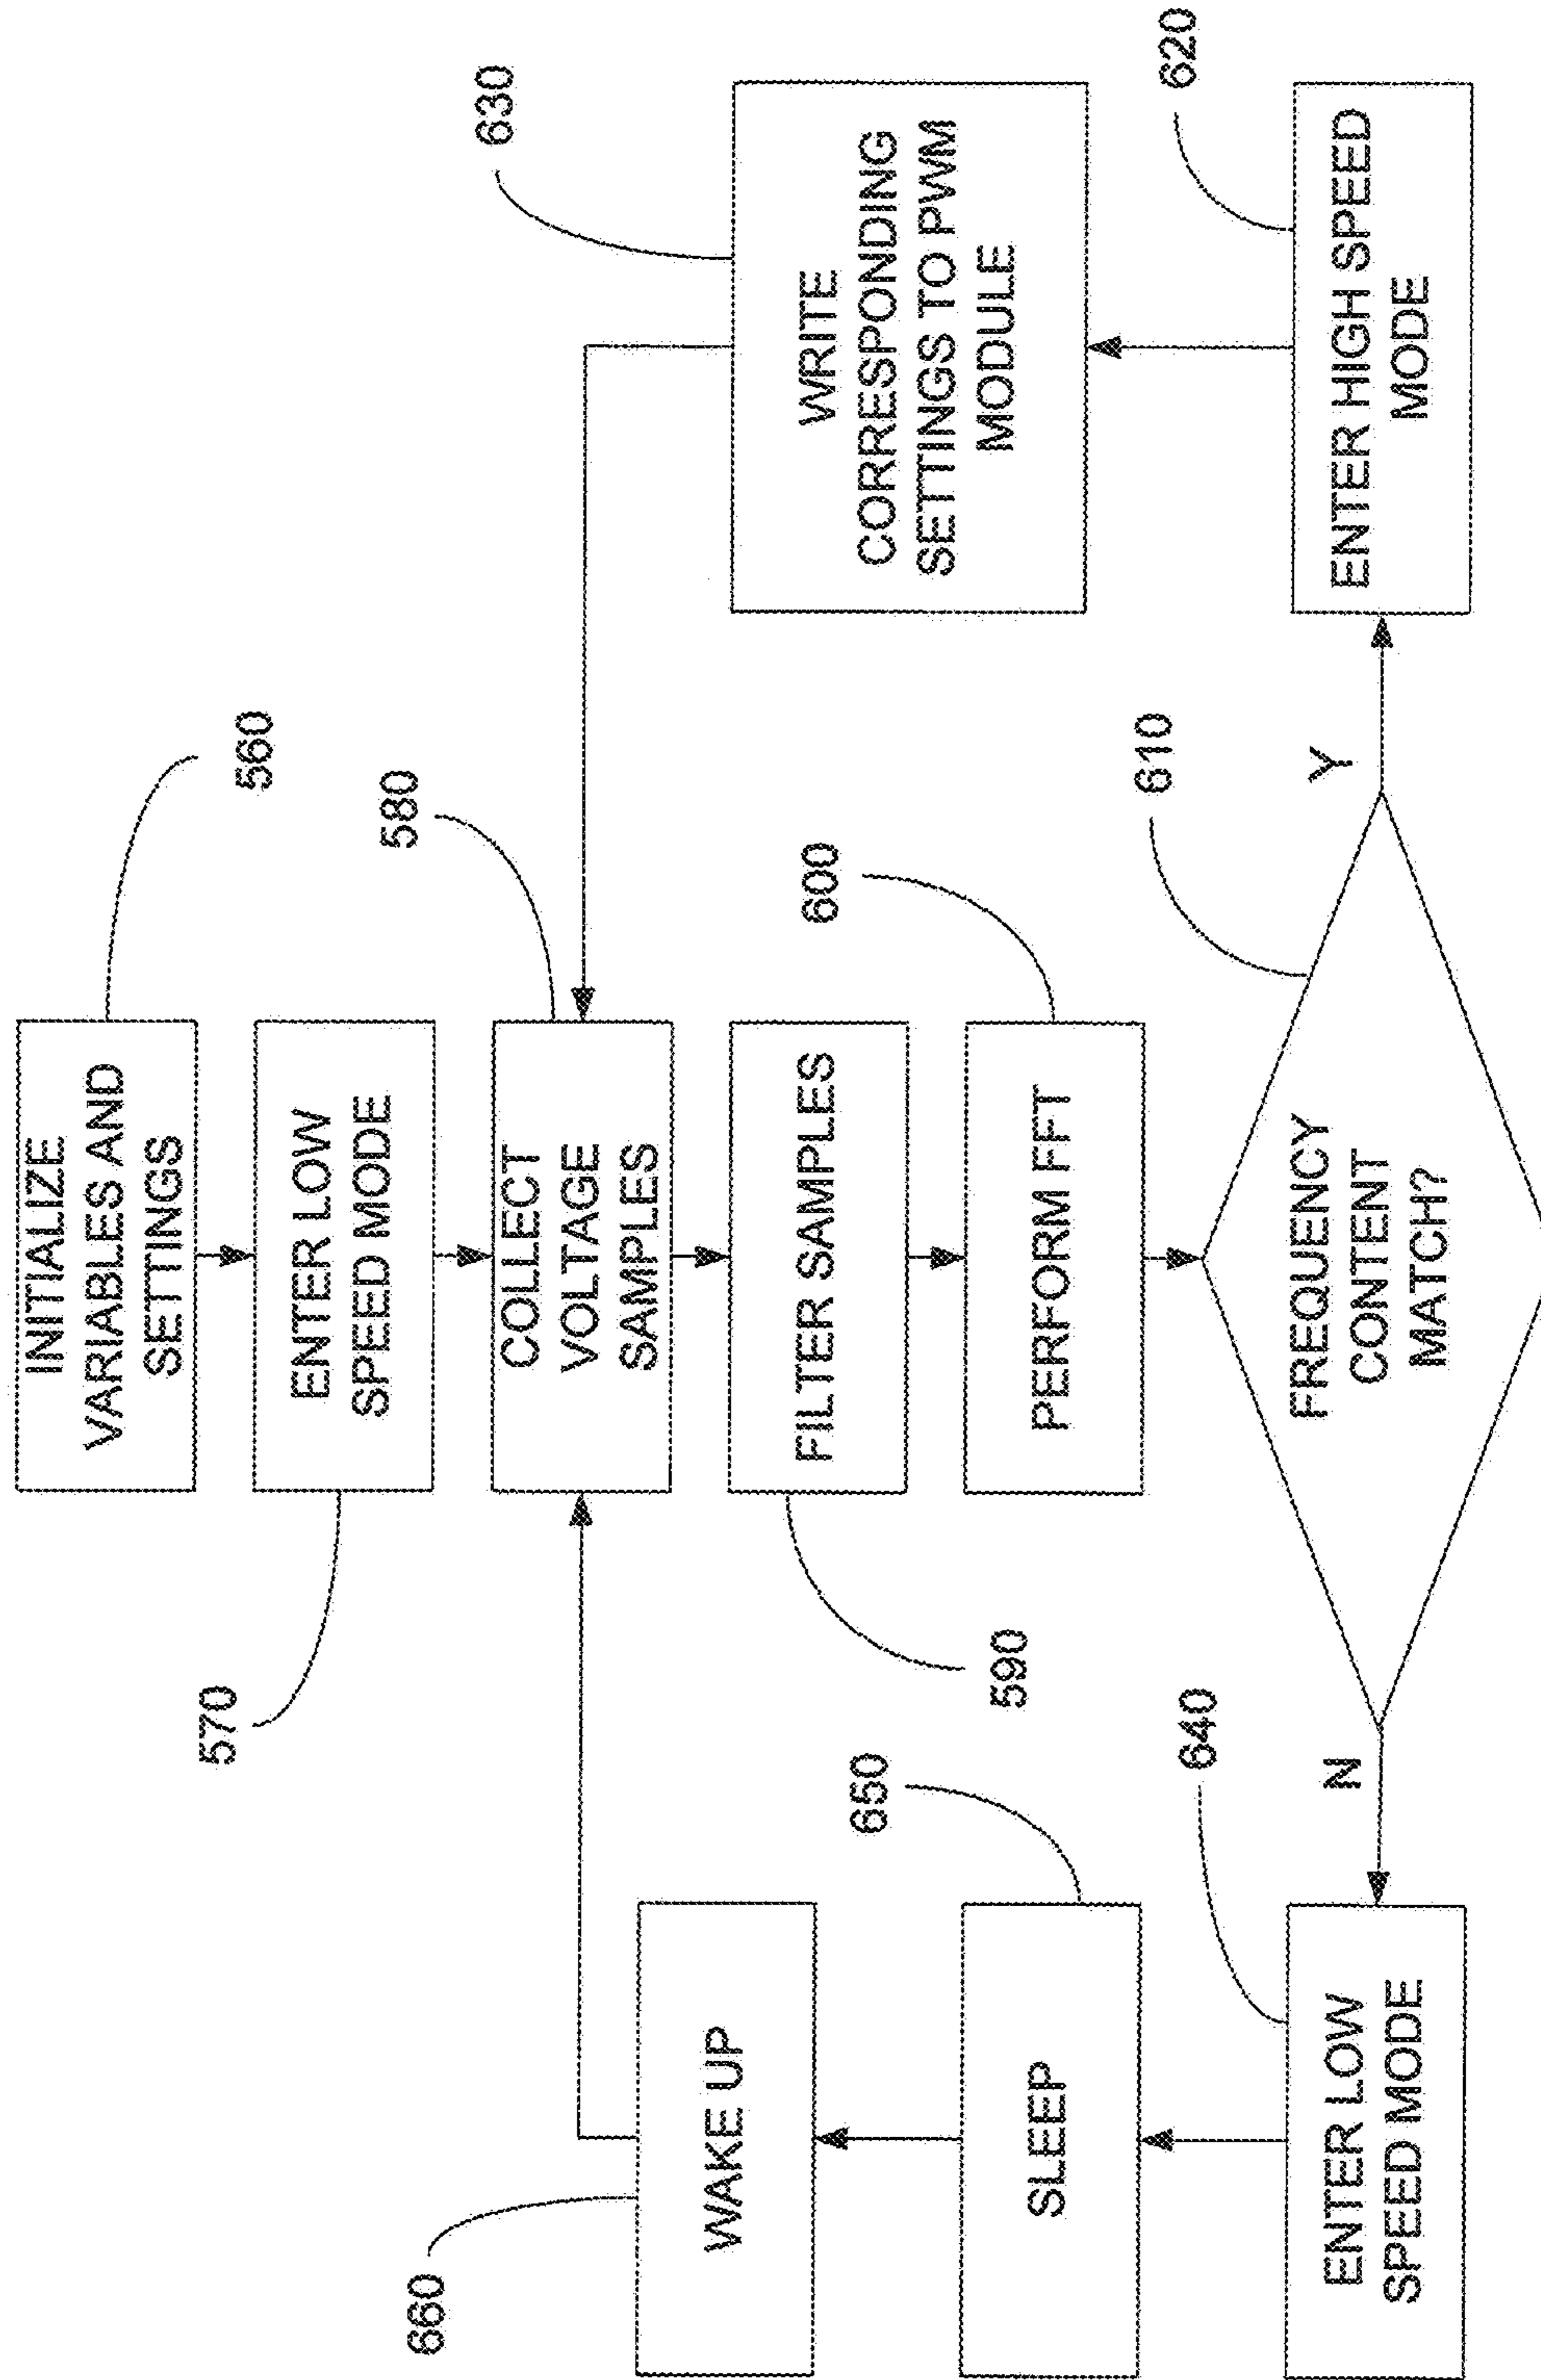 INITIALIZE
VARIABLES AND
SETTINGS
560
ENTER LOW
SPEED MODE
570
COLLECT
VOLTAGE
SAMPLES
580
FILTER SAMPLES
590
PERFORM FFT
600
FREQUENCY
CONTENT
MATCH?
610
Y
ENTER HIGH SPEED
MODE
620
WRITE
CORRESPONDING
SETTINGS TO PWM
MODULE
630
N
ENTER LOW
SPEED MODE
640
SLEEP
650
WAKE UP
660